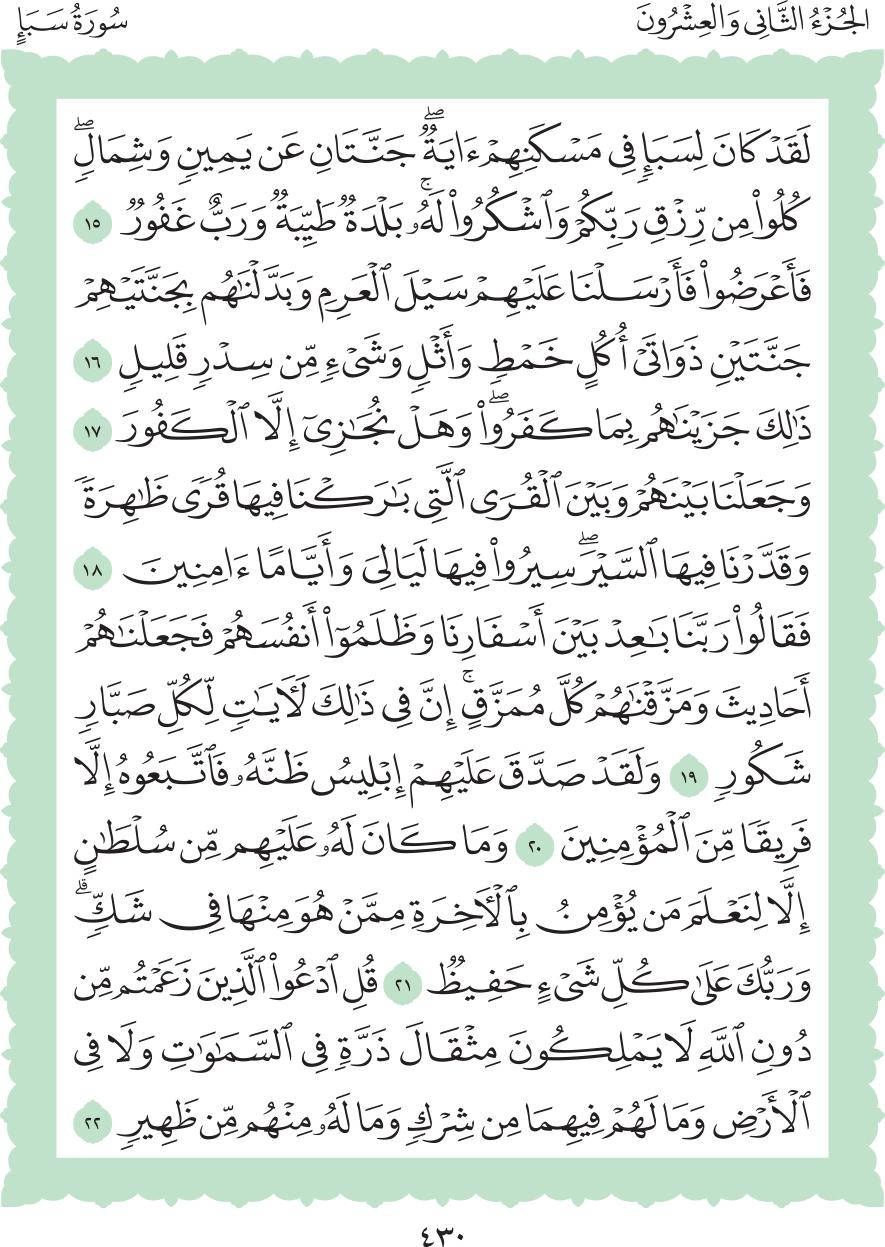 الجُزْءُ الثَّانِي وَالعِشْرُونَ
سُورَةُ سَبَإٍ
لَقَدْ كَانَ لِسَبَإٍ فِي مَسْكَنِهِمْ ءَايَةٌۖ جَنَّتَانِ عَن يَمِينٍ وَشِمَالٍۖ
كُلُوا۟ مِن رِّزْقِ رَبِّكُمْ وَٱشْكُرُوا۟ لَهُۥۚ بَلْدَةٌ طَيِّبَةٌ وَرَبٌّ غَفُورٌ ١٥
فَأَعْرَضُوا۟ فَأَرْسَلْنَا عَلَيْهِمْ سَيْلَ ٱلْعَرِمِ وَبَدَّلْنَٰهُم بِجَنَّتَيْهِمْ
جَنَّتَيْنِ ذَوَاتَىْ أُكُلٍ خَمْطٍ وَأَثْلٍ وَشَىْءٍ مِّن سِدْرٍ قَلِيلٍ ١٦
ذَٰلِكَ جَزَيْنَٰهُم بِمَا كَفَرُوا۟ۖ وَهَلْ نُجَٰزِىٓ إِلَّا ٱلْكَفُورَ ١٧
وَجَعَلْنَا بَيْنَهُمْ وَبَيْنَ ٱلْقُرَى ٱلَّتِى بَٰرَكْنَا فِيهَا قُرًى ظَٰهِرَةً
وَقَدَّرْنَا فِيهَا ٱلسَّيْرَۖ سِيرُوا۟ فِيهَا لَيَالِىَ وَأَيَّامًا ءَامِنِينَ ١٨
فَقَالُوا۟ رَبَّنَا بَٰعِدْ بَيْنَ أَسْفَارِنَا وَظَلَمُوٓا۟ أَنفُسَهُمْ فَجَعَلْنَٰهُمْ
أَحَادِيثَ وَمَزَّقْنَٰهُمْ كُلَّ مُمَزَّقٍۚ إِنَّ فِى ذَٰلِكَ لَءَايَٰتٍ لِّكُلِّ صَبَّارٍ
شَكُورٍ ١٩ وَلَقَدْ صَدَّقَ عَلَيْهِمْ إِبْلِيسُ ظَنَّهُۥ فَٱتَّبَعُوهُ إِلَّا
فَرِيقًا مِّنَ ٱلْمُؤْمِنِينَ ٢٠ وَمَا كَانَ لَهُۥ عَلَيْهِم مِّن سُلْطَٰنٍ
إِلَّا لِنَعْلَمَ مَن يُؤْمِنُ بِٱلْءَاخِرَةِ مِمَّنْ هُوَ مِنْهَا فِى شَكٍّۗ
وَرَبُّكَ عَلَىٰ كُلِّ شَىْءٍ حَفِيظٌ ٢١ قُلِ ٱدْعُوا۟ ٱلَّذِينَ زَعَمْتُم مِّن
دُونِ ٱللَّهِ لَا يَمْلِكُونَ مِثْقَالَ ذَرَّةٍ فِى ٱلسَّمَٰوَٰتِ وَلَا فِى
ٱلْأَرْضِ وَمَا لَهُمْ فِيهِمَا مِن شِرْكٍ وَمَا لَهُۥ مِنْهُم مِّن ظَهِيرٍ ٢٢
٤٣٠